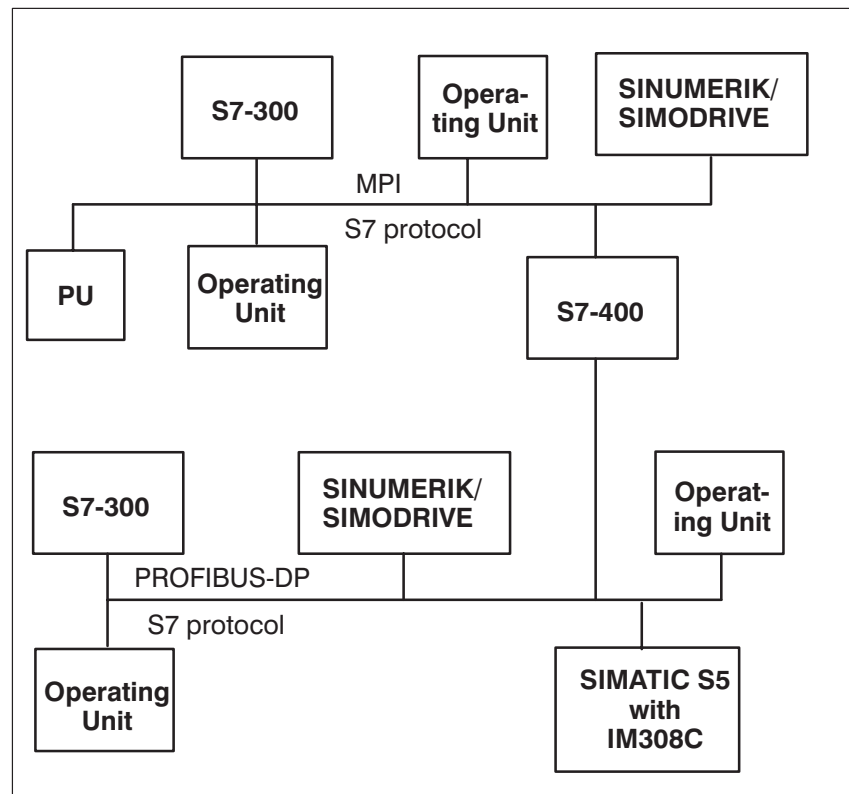 S7-300
Opera-
ting Unit
SINUMERIK/
SIMODRIVE
MPI
S7 protocol
PU
Operating
Unit
S7-400
S7-300
SINUMERIK/
SIMODRIVE
Operat-
ing Unit
PROFIBUS-DP
S7 protocol
Operating
Unit
SIMATIC S5
with
IM308C